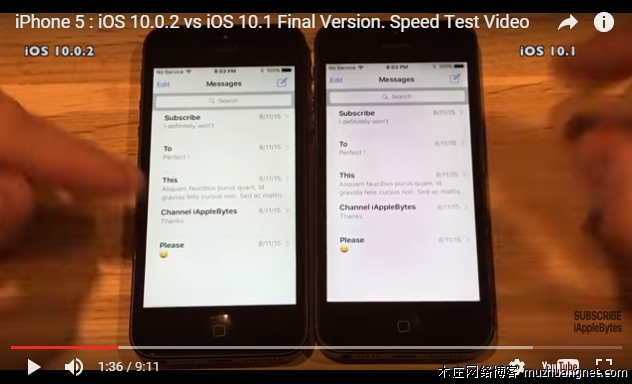 iPhone 5 : iOS 10.0.2 vs iOS 10.1 Final Version. Speed Test Video
iOS 10.0.2
iOS 10.1
No Service 8:03 PM
Edit Messages
Search
Subscribe 8/11/15
I definitely won't
To 8/11/15
Perfect !
This 8/11/15
Aliquam faucibus purus quam, id
gravida felis cursus non. Sed ac mattis
Channel iAppleBytes 8/11/15
Thanks
Please 8/11/15
😀
No Service 8:03 PM
Edit Messages
Search
Subscribe 8/11/15
I definitely won't
To 8/11/15
Perfect !
This 8/11/15
Aliquam faucibus purus quam, id
gravida felis cursus non. Sed ac mattis...
Channel iAppleBytes 8/11/15
Thanks
Please 8/11/15
😀
SUBSCRIBE
iAppleBytes
1:36 / 9:11
YouTube
木庄网络博客 muzhuangnet.com